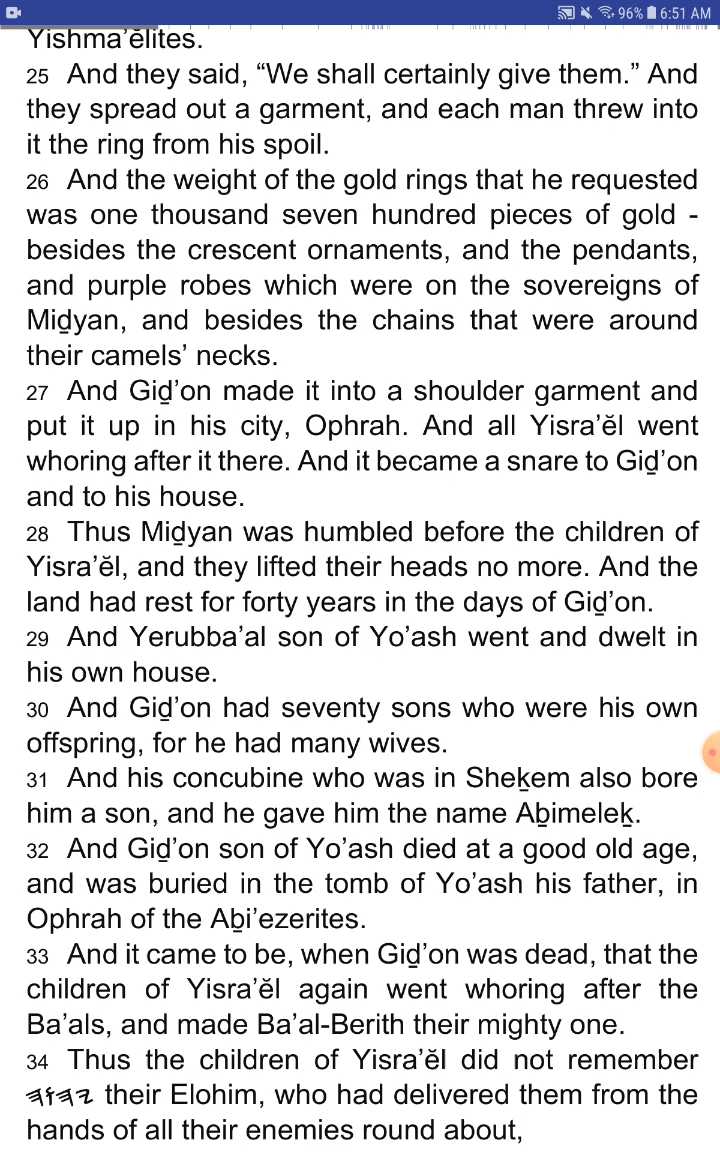 96% 6:51 AM
Yishma’ĕlites.
25 And they said, “We shall certainly give them.” And
they spread out a garment, and each man threw into
it the ring from his spoil.
26 And the weight of the gold rings that he requested
was one thousand seven hundred pieces of gold -
besides the crescent ornaments, and the pendants,
and purple robes which were on the sovereigns of
Miḏyan, and besides the chains that were around
their camels’ necks.
27 And Giḏ’on made it into a shoulder garment and
put it up in his city, Ophrah. And all Yisra’ĕl went
whoring after it there. And it became a snare to Giḏ’on
and to his house.
28 Thus Miḏyan was humbled before the children of
Yisra’ĕl, and they lifted their heads no more. And the
land had rest for forty years in the days of Giḏ’on.
29 And Yerubba’al son of Yo’ash went and dwelt in
his own house.
30 And Giḏ’on had seventy sons who were his own
offspring, for he had many wives.
31 And his concubine who was in Sheḵem also bore
him a son, and he gave him the name Aḇimeleḵ.
32 And Giḏ’on son of Yo’ash died at a good old age,
and was buried in the tomb of Yo’ash his father, in
Ophrah of the Aḇi’ezerites.
33 And it came to be, when Giḏ’on was dead, that the
children of Yisra’ĕl again went whoring after the
Ba’als, and made Ba’al-Berith their mighty one.
34 Thus the children of Yisra’ĕl did not remember
𐤉𐤄𐤅𐤄 their Elohim, who had delivered them from the
hands of all their enemies round about,